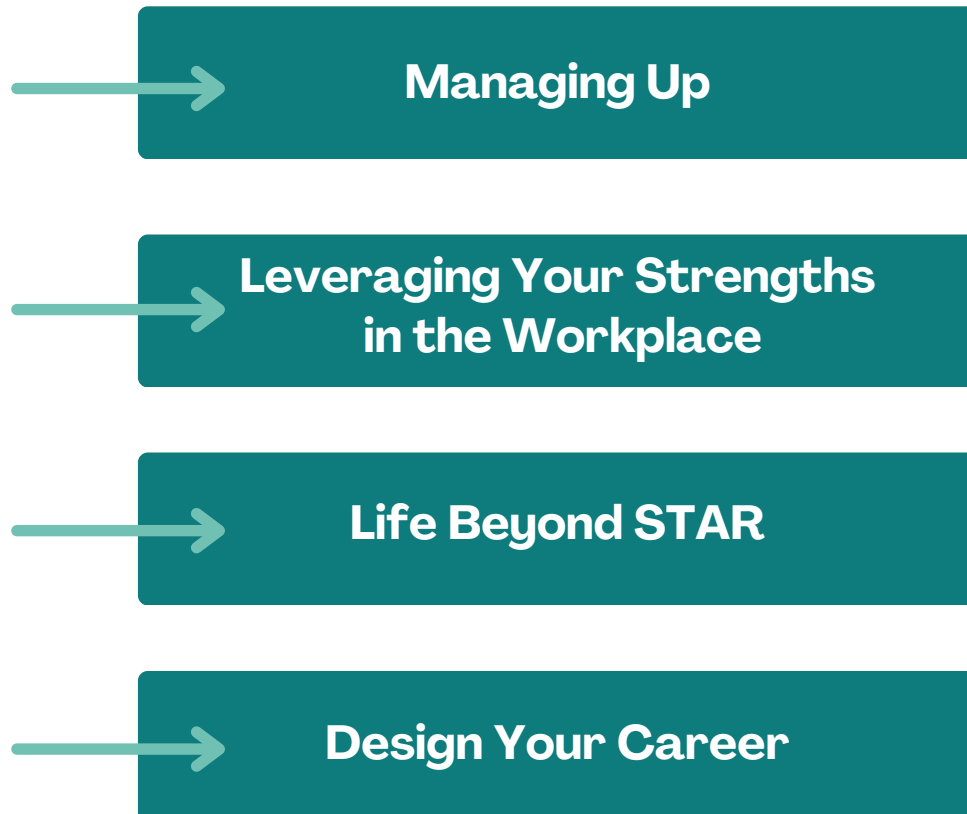 Managing Up
Leveraging Your Strengths
in the Workplace
Life Beyond STAR
Design Your Career